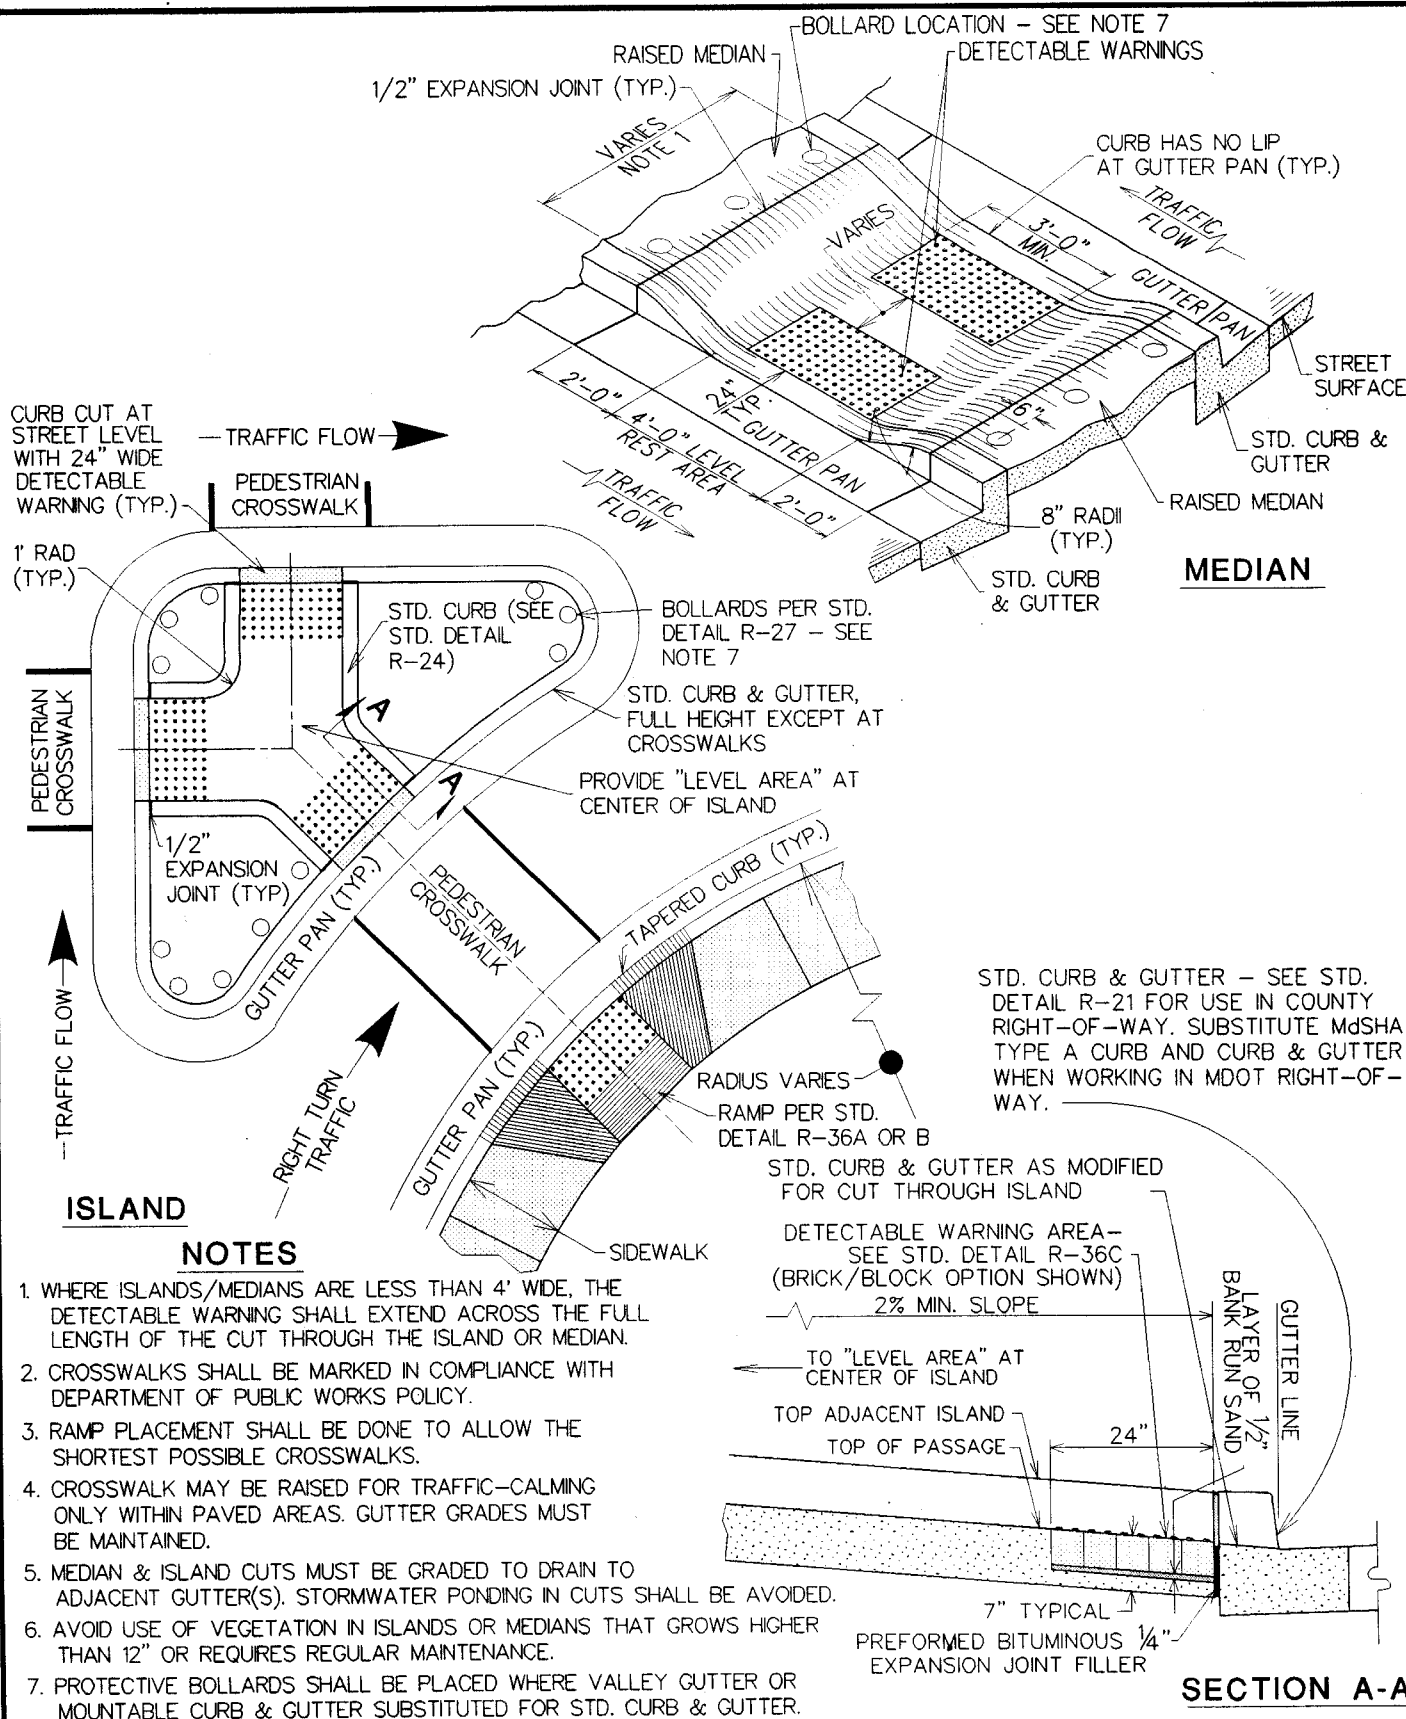 BOLLARD LOCATION – SEE NOTE 7
RAISED MEDIAN
DETECTABLE WARNINGS
1/2" EXPANSION JOINT (TYP.)
VARIES
NOTE 1
CURB HAS NO LIP
AT GUTTER PAN (TYP.)
TRAFFIC
FLOW
VARIES
3'-0"
MIN.
GUTTER PAN
STREET
SURFACE
2'-0"
4'-0" LEVEL
REST AREA
2'-0"
24"
TYP.
GUTTER PAN
6"
TRAFFIC
FLOW
STD. CURB &
GUTTER
RAISED MEDIAN
8" RADII
(TYP.)
STD. CURB
& GUTTER
MEDIAN
CURB CUT AT
STREET LEVEL
WITH 24" WIDE
DETECTABLE
WARNING (TYP.)
TRAFFIC FLOW
PEDESTRIAN
CROSSWALK
1' RAD
(TYP.)
STD. CURB (SEE
STD. DETAIL
R-24)
BOLLARDS PER STD.
DETAIL R-27 – SEE
NOTE 7
STD. CURB & GUTTER,
FULL HEIGHT EXCEPT AT
CROSSWALKS
A
A
PROVIDE "LEVEL AREA" AT
CENTER OF ISLAND
PEDESTRIAN
CROSSWALK
1/2"
EXPANSION
JOINT (TYP)
GUTTER PAN (TYP.)
PEDESTRIAN
CROSSWALK
TAPERED CURB (TYP.)
TRAFFIC FLOW
RIGHT TURN
TRAFFIC
GUTTER PAN (TYP.)
RADIUS VARIES
RAMP PER STD.
DETAIL R-36A OR B
SIDEWALK
ISLAND
STD. CURB & GUTTER – SEE STD.
DETAIL R-21 FOR USE IN COUNTY
RIGHT-OF-WAY. SUBSTITUTE MdSHA
TYPE A CURB AND CURB & GUTTER
WHEN WORKING IN MDOT RIGHT-OF-
WAY.
STD. CURB & GUTTER AS MODIFIED
FOR CUT THROUGH ISLAND
DETECTABLE WARNING AREA–
SEE STD. DETAIL R-36C
(BRICK/BLOCK OPTION SHOWN)
2% MIN. SLOPE
TO "LEVEL AREA" AT
CENTER OF ISLAND
TOP ADJACENT ISLAND
TOP OF PASSAGE
24"
LAYER OF 1/2"
BANK RUN SAND
GUTTER LINE
7" TYPICAL
PREFORMED BITUMINOUS 1/4"
EXPANSION JOINT FILLER
SECTION A-A
NOTES
1. WHERE ISLANDS/MEDIANS ARE LESS THAN 4' WIDE, THE
DETECTABLE WARNING SHALL EXTEND ACROSS THE FULL
LENGTH OF THE CUT THROUGH THE ISLAND OR MEDIAN.
2. CROSSWALKS SHALL BE MARKED IN COMPLIANCE WITH
DEPARTMENT OF PUBLIC WORKS POLICY.
3. RAMP PLACEMENT SHALL BE DONE TO ALLOW THE
SHORTEST POSSIBLE CROSSWALKS.
4. CROSSWALK MAY BE RAISED FOR TRAFFIC-CALMING
ONLY WITHIN PAVED AREAS. GUTTER GRADES MUST
BE MAINTAINED.
5. MEDIAN & ISLAND CUTS MUST BE GRADED TO DRAIN TO
ADJACENT GUTTER(S). STORMWATER PONDING IN CUTS SHALL BE AVOIDED.
6. AVOID USE OF VEGETATION IN ISLANDS OR MEDIANS THAT GROWS HIGHER
THAN 12" OR REQUIRES REGULAR MAINTENANCE.
7. PROTECTIVE BOLLARDS SHALL BE PLACED WHERE VALLEY GUTTER OR
MOUNTABLE CURB & GUTTER SUBSTITUTED FOR STD. CURB & GUTTER.